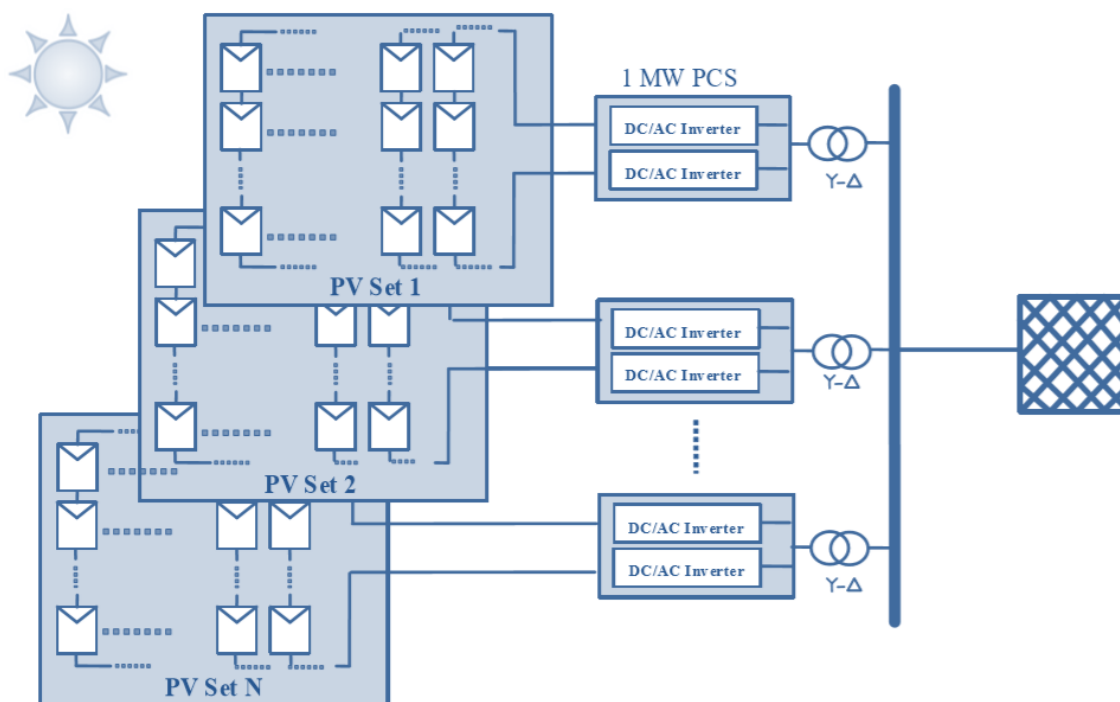 1 MW PCS
DC/AC Inverter
DC/AC Inverter
Y-Δ
PV Set 1
DC/AC Inverter
DC/AC Inverter
Y-Δ
PV Set 2
DC/AC Inverter
DC/AC Inverter
Y-Δ
PV Set N